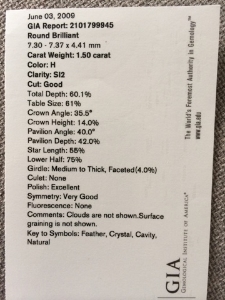 June 03, 2009
GIA Report: 2101799945
Round Brilliant
7.30 - 7.37 x 4.41 mm
Carat Weight: 1.50 carat
Color: H
Clarity: SI2
Cut: Good
Total Depth: 60.1%
Table Size: 61%
Crown Angle: 35.5°
Crown Height: 14.0%
Pavilion Angle: 40.0°
Pavilion Depth: 42.0%
Star Length: 55%
Lower Half: 75%
Girdle: Medium to Thick, Faceted(4.0%)
Culet: None
Polish: Excellent
Symmetry: Very Good
Fluorescence: None
Comments: Clouds are not shown.Surface
graining is not shown.
Key to Symbols: Feather, Crystal, Cavity,
Natural
The World's Foremost Authority in Gemology™
www.gia.edu
GIA
GEMOLOGICAL INSTITUTE OF AMERICA®